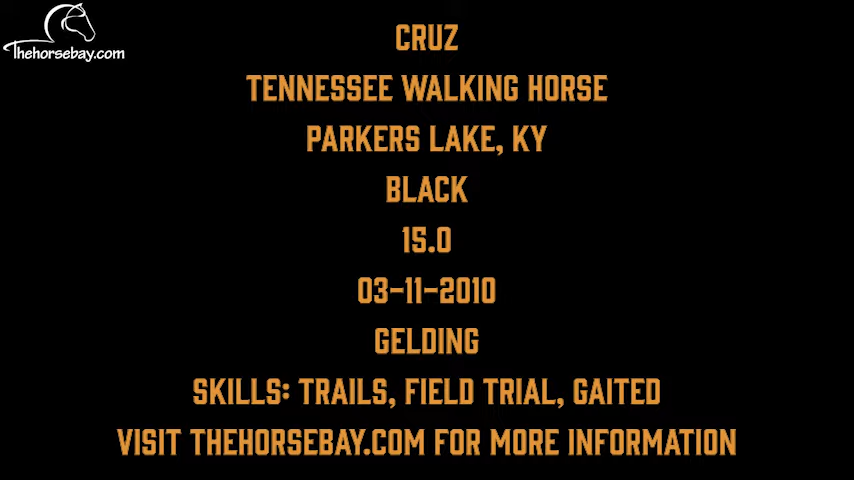 Thehorsebay.com
CRUZ
TENNESSEE WALKING HORSE
PARKERS LAKE, KY
BLACK
15.0
03-11-2010
GELDING
SKILLS: TRAILS, FIELD TRIAL, GAITED
VISIT THEHORSEBAY.COM FOR MORE INFORMATION